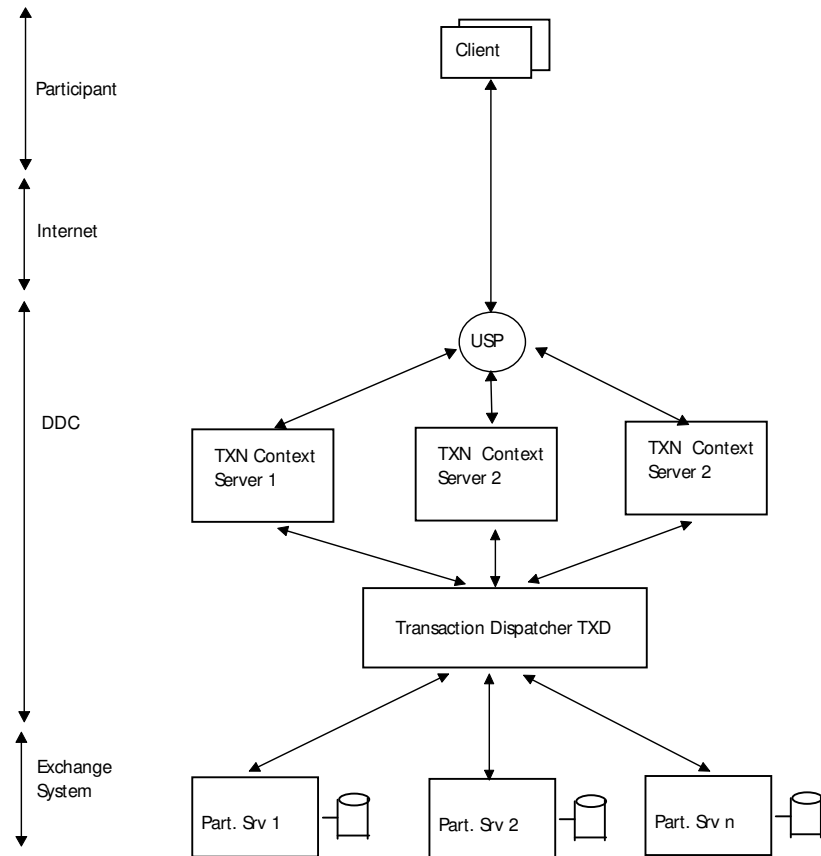 Client
Participant
Internet
USP
DDC
TXN Context
Server 1
TXN Context
Server 2
TXN Context
Server 2
Transaction Dispatcher TXD
Exchange
System
Part. Srv 1
Part. Srv 2
Part. Srv n